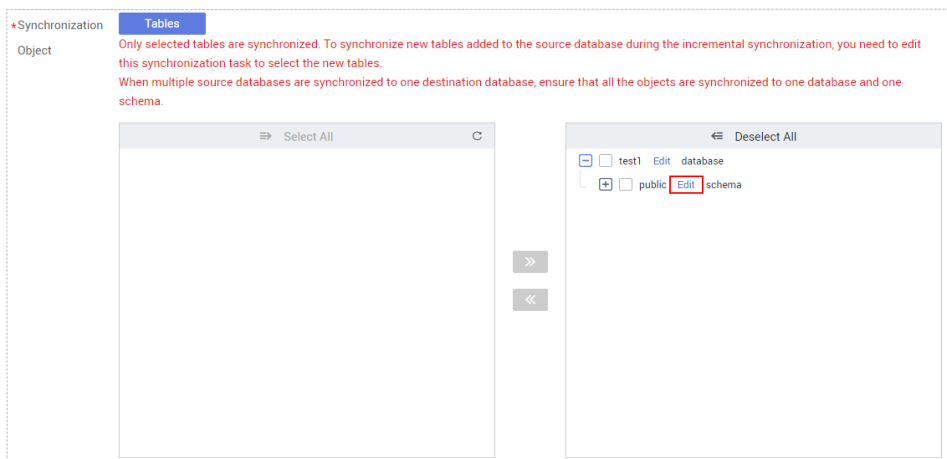 *Synchronization Object
Tables
Only selected tables are synchronized. To synchronize new tables added to the source database during the incremental synchronization, you need to edit
this synchronization task to select the new tables.
When multiple source databases are synchronized to one destination database, ensure that all the objects are synchronized to one database and one
schema.
Select All
Deselect All
test1 Edit database
public Edit schema